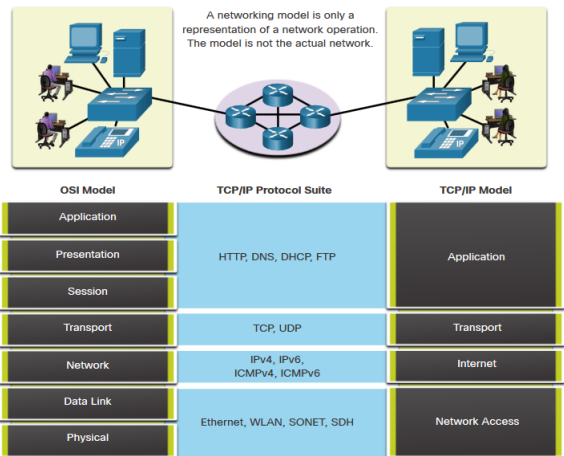 A networking model is only a
representation of a network operation.
The model is not the actual network.
IP
IP
OSI Model
TCP/IP Protocol Suite
TCP/IP Model
Application
Presentation
Session
HTTP, DNS, DHCP, FTP
Application
Transport
TCP, UDP
Transport
Network
IPv4, IPv6,
ICMPv4, ICMPv6
Internet
Data Link
Physical
Ethernet, WLAN, SONET, SDH
Network Access